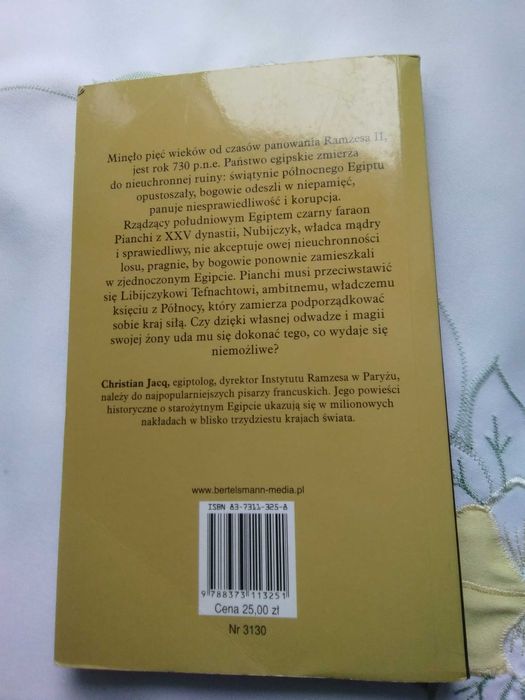 Minęło pięć wieków od czasów panowania Ramzesa II,
jest rok 730 p.n.e. Państwo egipskie zmierza
do nieuchronnej ruiny: świątynie północnego Egiptu
opustoszały, bogowie odeszli w niepamięć,
panuje niesprawiedliwość i korupcja.
Rządzący południowym Egiptem czarny faraon
Pianchi z XXV dynastii, Nubijczyk, władca mądry
i sprawiedliwy, nie akceptuje owej nieuchronności
losu, pragnie, by bogowie ponownie zamieszkali
w zjednoczonym Egipcie. Pianchi musi przeciwstawić
się Libijczykowi Tefnachtowi, ambitnemu, władczemu
księciu z Północy, który zamierza podporządkować
sobie kraj siłą. Czy dzięki własnej odwadze i magii
swojej żony uda mu się dokonać tego, co wydaje się
niemożliwe?
Christian Jacq, egiptolog, dyrektor Instytutu Ramzesa w Paryżu,
należy do najpopularniejszych pisarzy francuskich. Jego powieści
historyczne o starożytnym Egipcie ukazują się w milionowych
nakładach w blisko trzydziestu krajach świata.
www.bertelsmann-media.pl
ISBN 83-7311-325-8
9 788373 113251
Cena 25,00 zł
Nr 3130